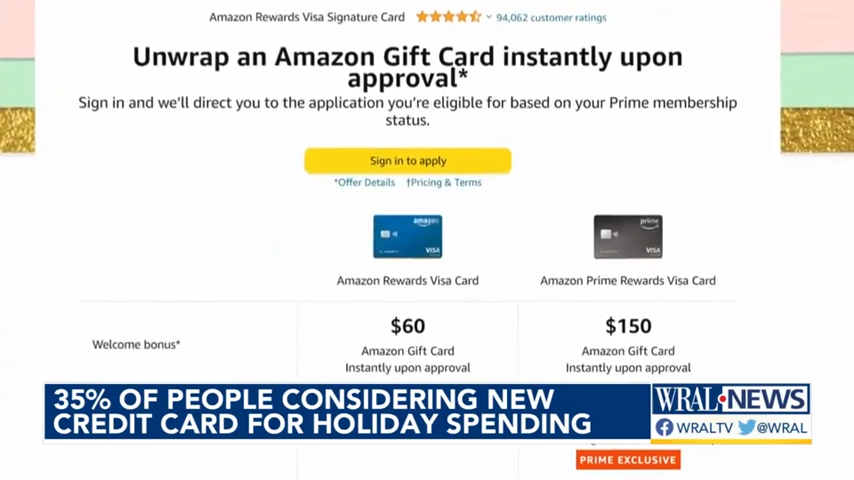 Amazon Rewards Visa Signature Card 94,062 customer ratings
Unwrap an Amazon Gift Card instantly upon
approval*
Sign in and we'll direct you to the application you're eligible for based on your Prime membership
status.
Sign in to apply
*Offer Details †Pricing & Terms
amazon
VISA
prime
VISA
Amazon Rewards Visa Card
Amazon Prime Rewards Visa Card
Welcome bonus*
$60
Amazon Gift Card
Instantly upon approval
$150
Amazon Gift Card
Instantly upon approval
35% OF PEOPLE CONSIDERING NEW
CREDIT CARD FOR HOLIDAY SPENDING
WRAL NEWS
WRALTV @WRAL
PRIME EXCLUSIVE